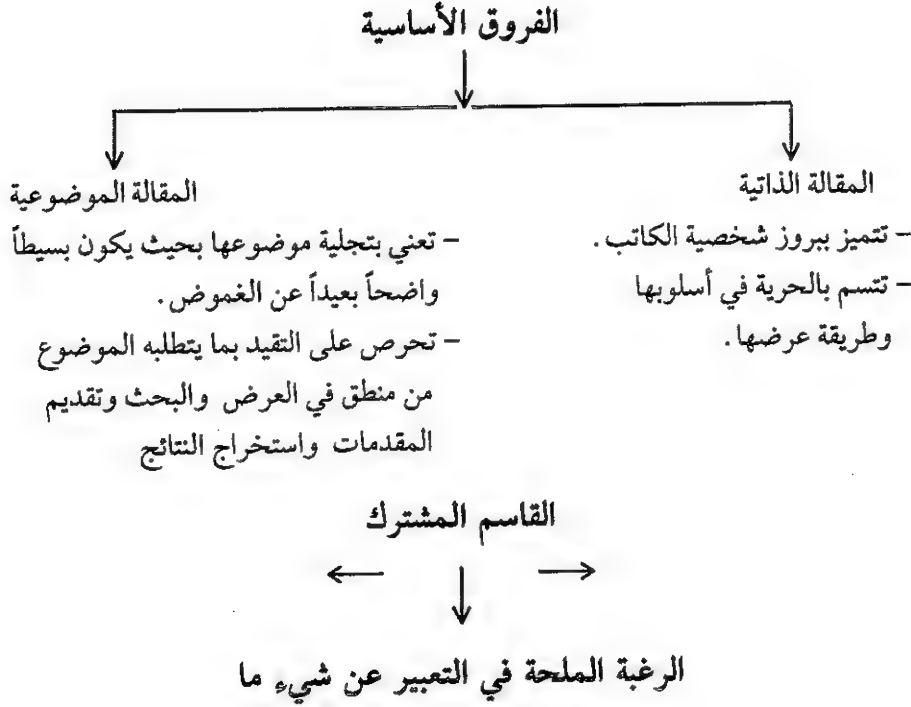 الفروق الأساسية
المقالة الذاتية
– تتميز ببروز شخصية الكاتب.
– تتسم بالحرية في أسلوبها
وطريقة عرضها.
المقالة الموضوعية
– تعني بتجلية موضوعها بحيث يكون بسيطاً
واضحاً بعيداً عن الغموض.
– تحرص على التقيد بما يتطلبه الموضوع
من منطق في العرض والبحث وتقديم
المقدمات واستخراج النتائج
القاسم المشترك
الرغبة الملحة في التعبير عن شيءٍ ما